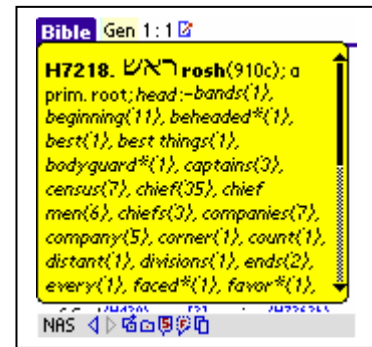 Bible Gen 1:1
H7218. ראש rosh(910c); a
prim. root; head:-bands(1),
beginning(11), beheaded*(1),
best(1), best things(1),
bodyguard*(1), captains(3),
census(7), chief(35), chief
men(6), chiefs(3), companies(7),
company(5), corner(1), count(1),
distant(1), divisions(1), ends(2),
every(1), faced*(1), favor*(1),
NAS